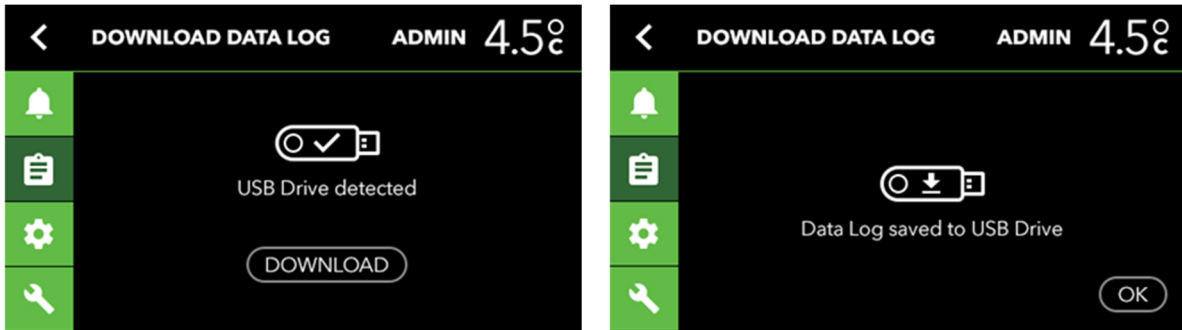 DOWNLOAD DATA LOG ADMIN 4.5°C
USB Drive detected
DOWNLOAD
DOWNLOAD DATA LOG ADMIN 4.5°C
Data Log saved to USB Drive
OK